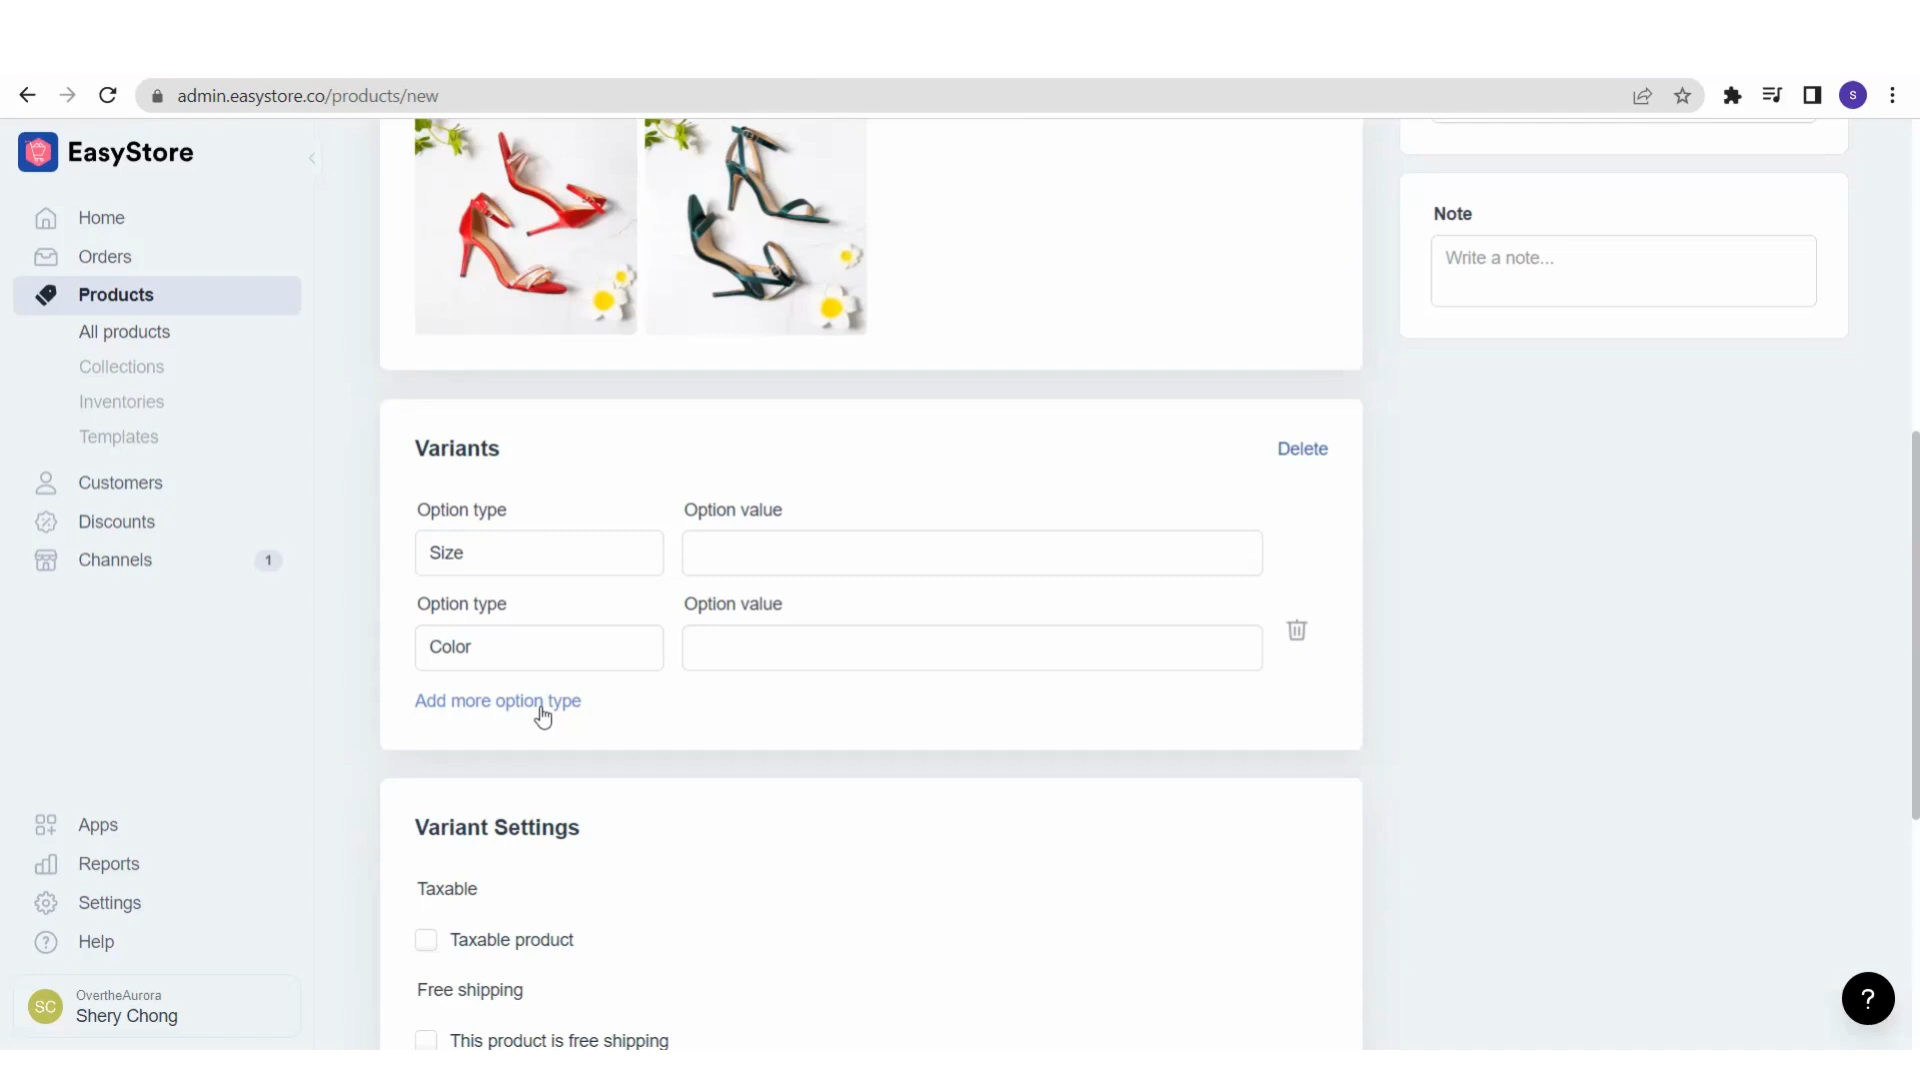 admin.easystore.co/products/new
S
EasyStore
Home
Orders
Products
All products
Collections
Inventories
Templates
Customers
Discounts
Channels
1
Apps
Reports
Settings
Help
SC
OvertheAurora
Shery Chong
Variants
Delete
Option type
Option value
Size
Option type
Option value
Color
Add more option type
Variant Settings
Taxable
Taxable product
Free shipping
This product is free shipping
Note
Write a note...
?